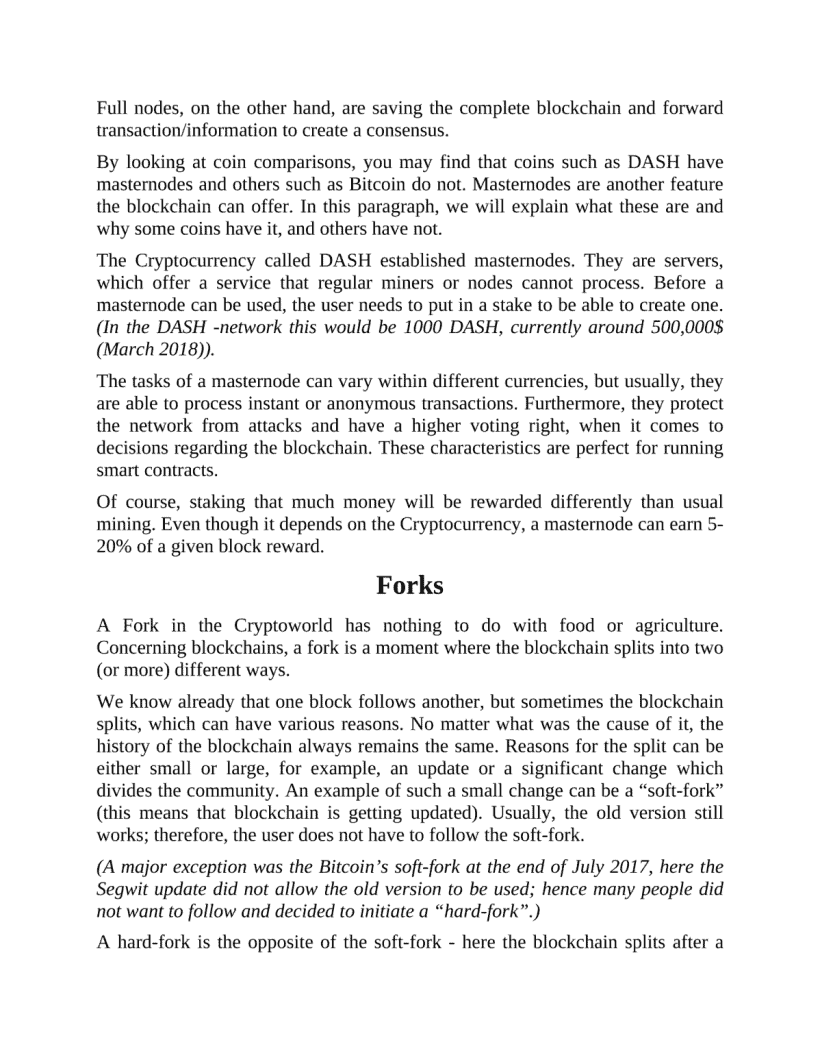 Full nodes, on the other hand, are saving the complete blockchain and forward
transaction/information to create a consensus.
By looking at coin comparisons, you may find that coins such as DASH have
masternodes and others such as Bitcoin do not. Masternodes are another feature
the blockchain can offer. In this paragraph, we will explain what these are and
why some coins have it, and others have not.
The Cryptocurrency called DASH established masternodes. They are servers,
which offer a service that regular miners or nodes cannot process. Before a
masternode can be used, the user needs to put in a stake to be able to create one.
(In the DASH -network this would be 1000 DASH, currently around 500,000$
(March 2018)).
The tasks of a masternode can vary within different currencies, but usually, they
are able to process instant or anonymous transactions. Furthermore, they protect
the network from attacks and have a higher voting right, when it comes to
decisions regarding the blockchain. These characteristics are perfect for running
smart contracts.
Of course, staking that much money will be rewarded differently than usual
mining. Even though it depends on the Cryptocurrency, a masternode can earn 5-
20% of a given block reward.
Forks
A Fork in the Cryptoworld has nothing to do with food or agriculture.
Concerning blockchains, a fork is a moment where the blockchain splits into two
(or more) different ways.
We know already that one block follows another, but sometimes the blockchain
splits, which can have various reasons. No matter what was the cause of it, the
history of the blockchain always remains the same. Reasons for the split can be
either small or large, for example, an update or a significant change which
divides the community. An example of such a small change can be a “soft-fork”
(this means that blockchain is getting updated). Usually, the old version still
works; therefore, the user does not have to follow the soft-fork.
(A major exception was the Bitcoin’s soft-fork at the end of July 2017, here the
Segwit update did not allow the old version to be used; hence many people did
not want to follow and decided to initiate a “hard-fork”.)
A hard-fork is the opposite of the soft-fork - here the blockchain splits after a